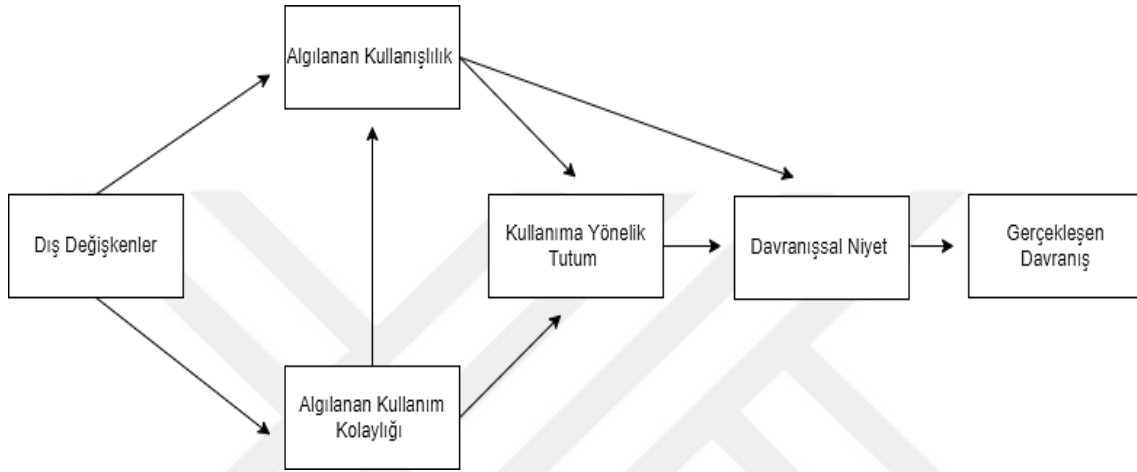 Algılanan Kullanışlılık
Dış Değişkenler
Kullanıma Yönelik
Tutum
Davranışsal Niyet
Gerçekleşen
Davranış
Algılanan Kullanım
Kolaylığı